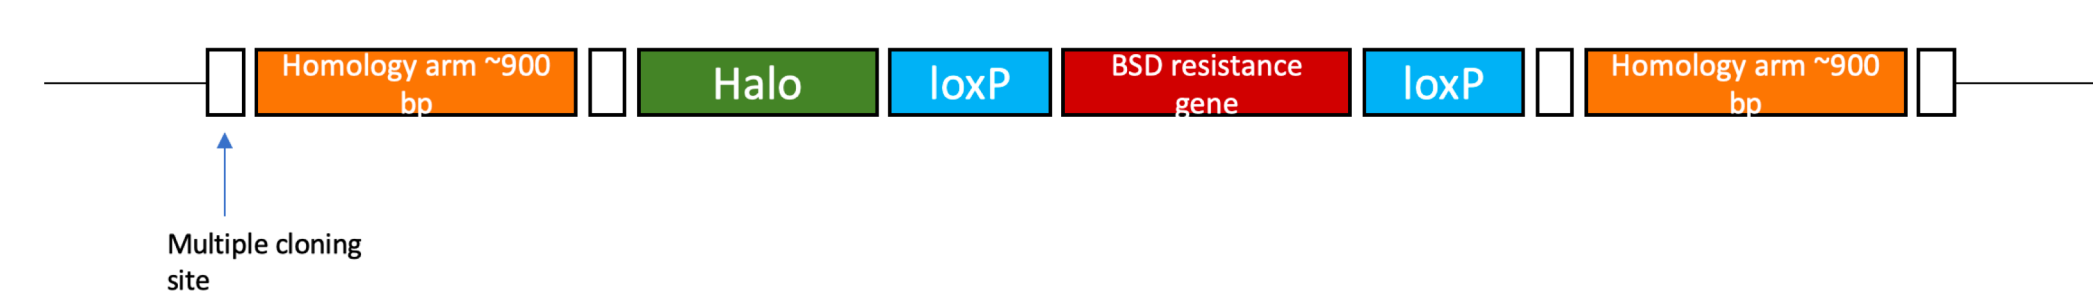 Homology arm ~900
bp
Halo
loxP
BSD resistance
gene
loxP
Homology arm ~900
bp
Multiple cloning
site